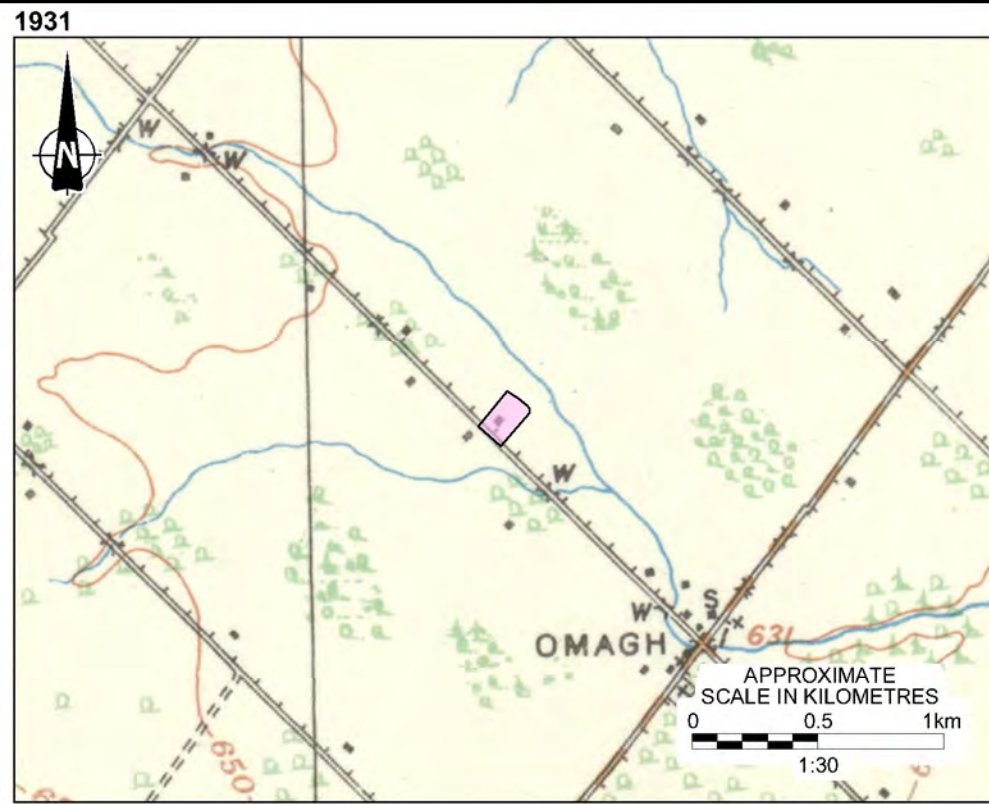 1931
N
W
W
W
W
S
OMAGH
631
APPROXIMATE
SCALE IN KILOMETRES
0 0.5 1km
1:30
650